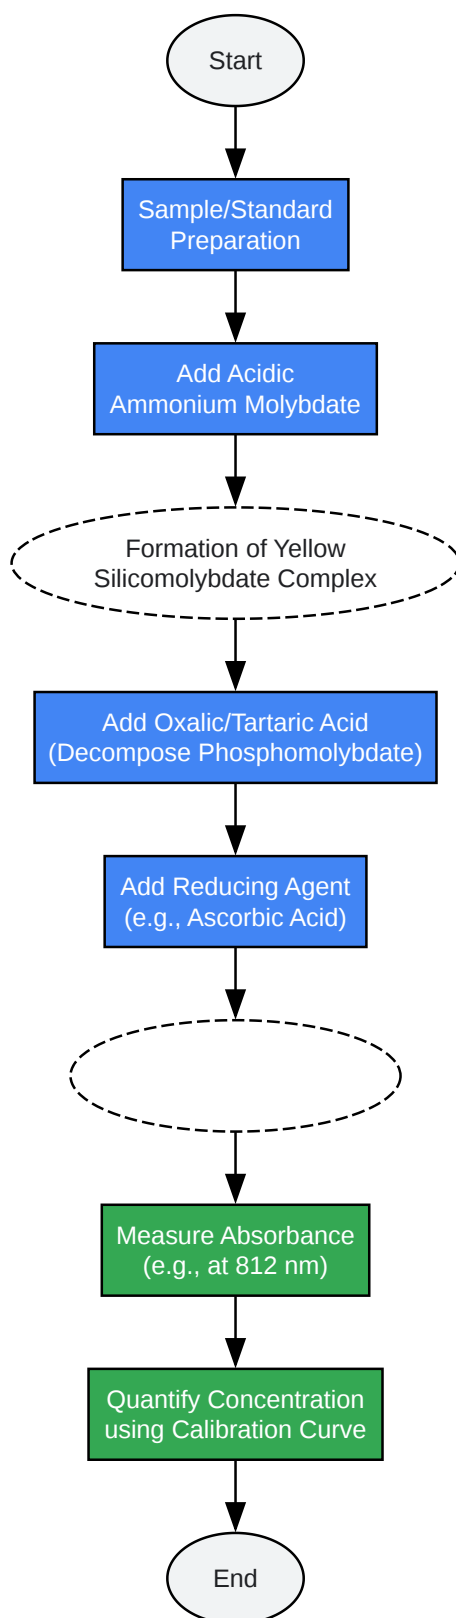 Start
Sample/Standard
Preparation
Add Acidic
Ammonium Molybdate
Formation of Yellow
Silicomolybdate Complex
Add Oxalic/Tartaric Acid
(Decompose Phosphomolybdate)
Add Reducing Agent
(e.g., Ascorbic Acid)
Measure Absorbance
(e.g., at 812 nm)
Quantify Concentration
using Calibration Curve
End